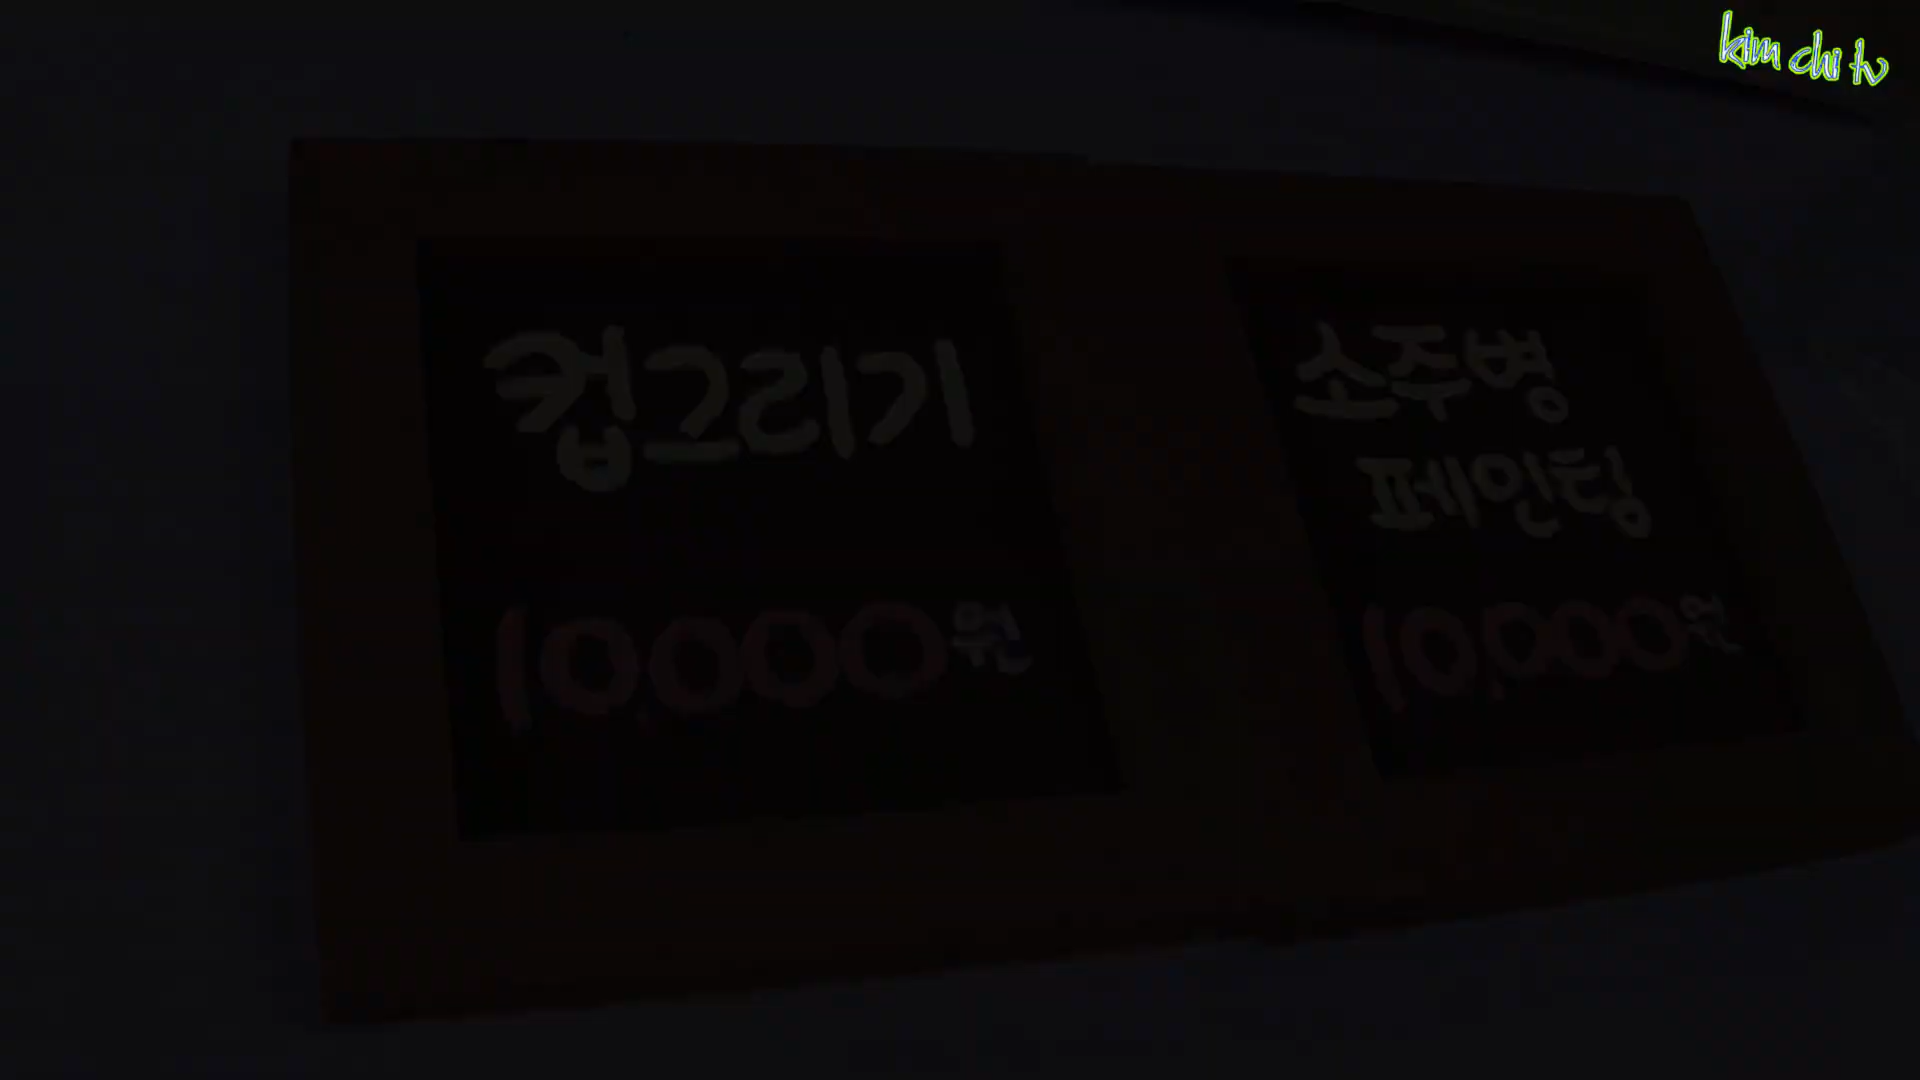 kim chi tv
컵그리기
10,000원
소주병
페인팅
10,000원